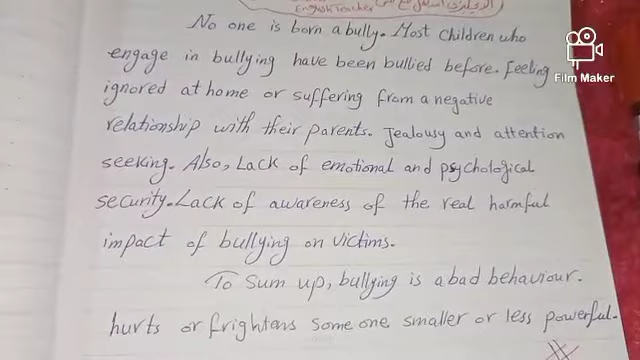 English Teacher
No one is born a bully. Most children who
engage in bullying have been bullied before. Feeling
ignored at home or suffering from a negative
relationship with their parents. Jealousy and attention
seeking. Also, Lack of emotional and psychological
security. Lack of awareness of the real harmful
impact of bullying on victims.
To Sum up, bullying is a bad behaviour.
hurts or frightens some one smaller or less powerful.
Film Maker